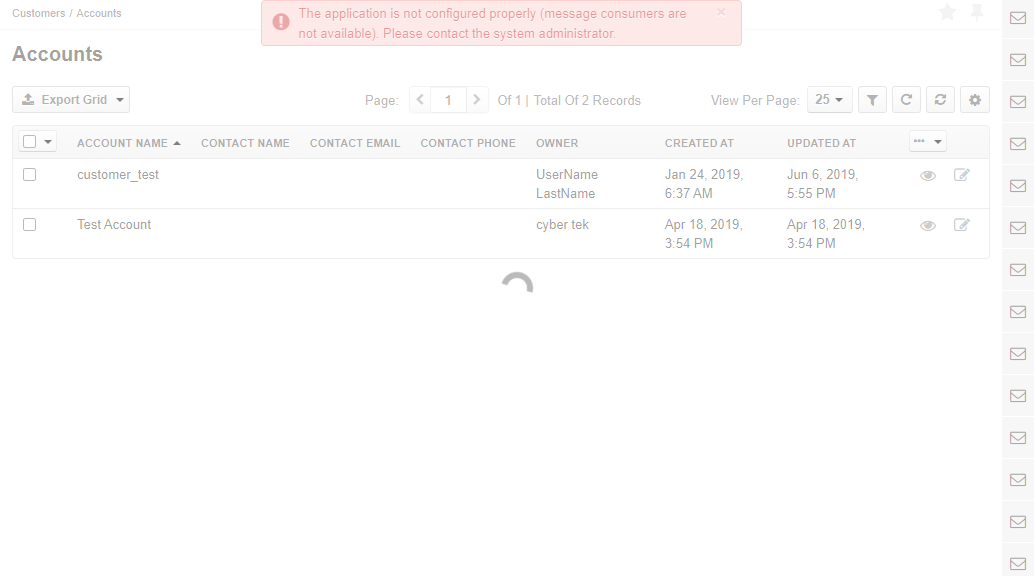 Customers / Accounts
The application is not configured properly (message consumers are
not available). Please contact the system administrator.
Accounts
Export Grid
Page: 1 Of 1 | Total Of 2 Records
View Per Page: 25
ACCOUNT NAME CONTACT NAME CONTACT EMAIL CONTACT PHONE OWNER CREATED AT UPDATED AT
customer_test UserName Jan 24, 2019, Jun 6, 2019,
LastName 6:37 AM 5:55 PM
Test Account cyber tek Apr 18, 2019, Apr 18, 2019,
3:54 PM 3:54 PM